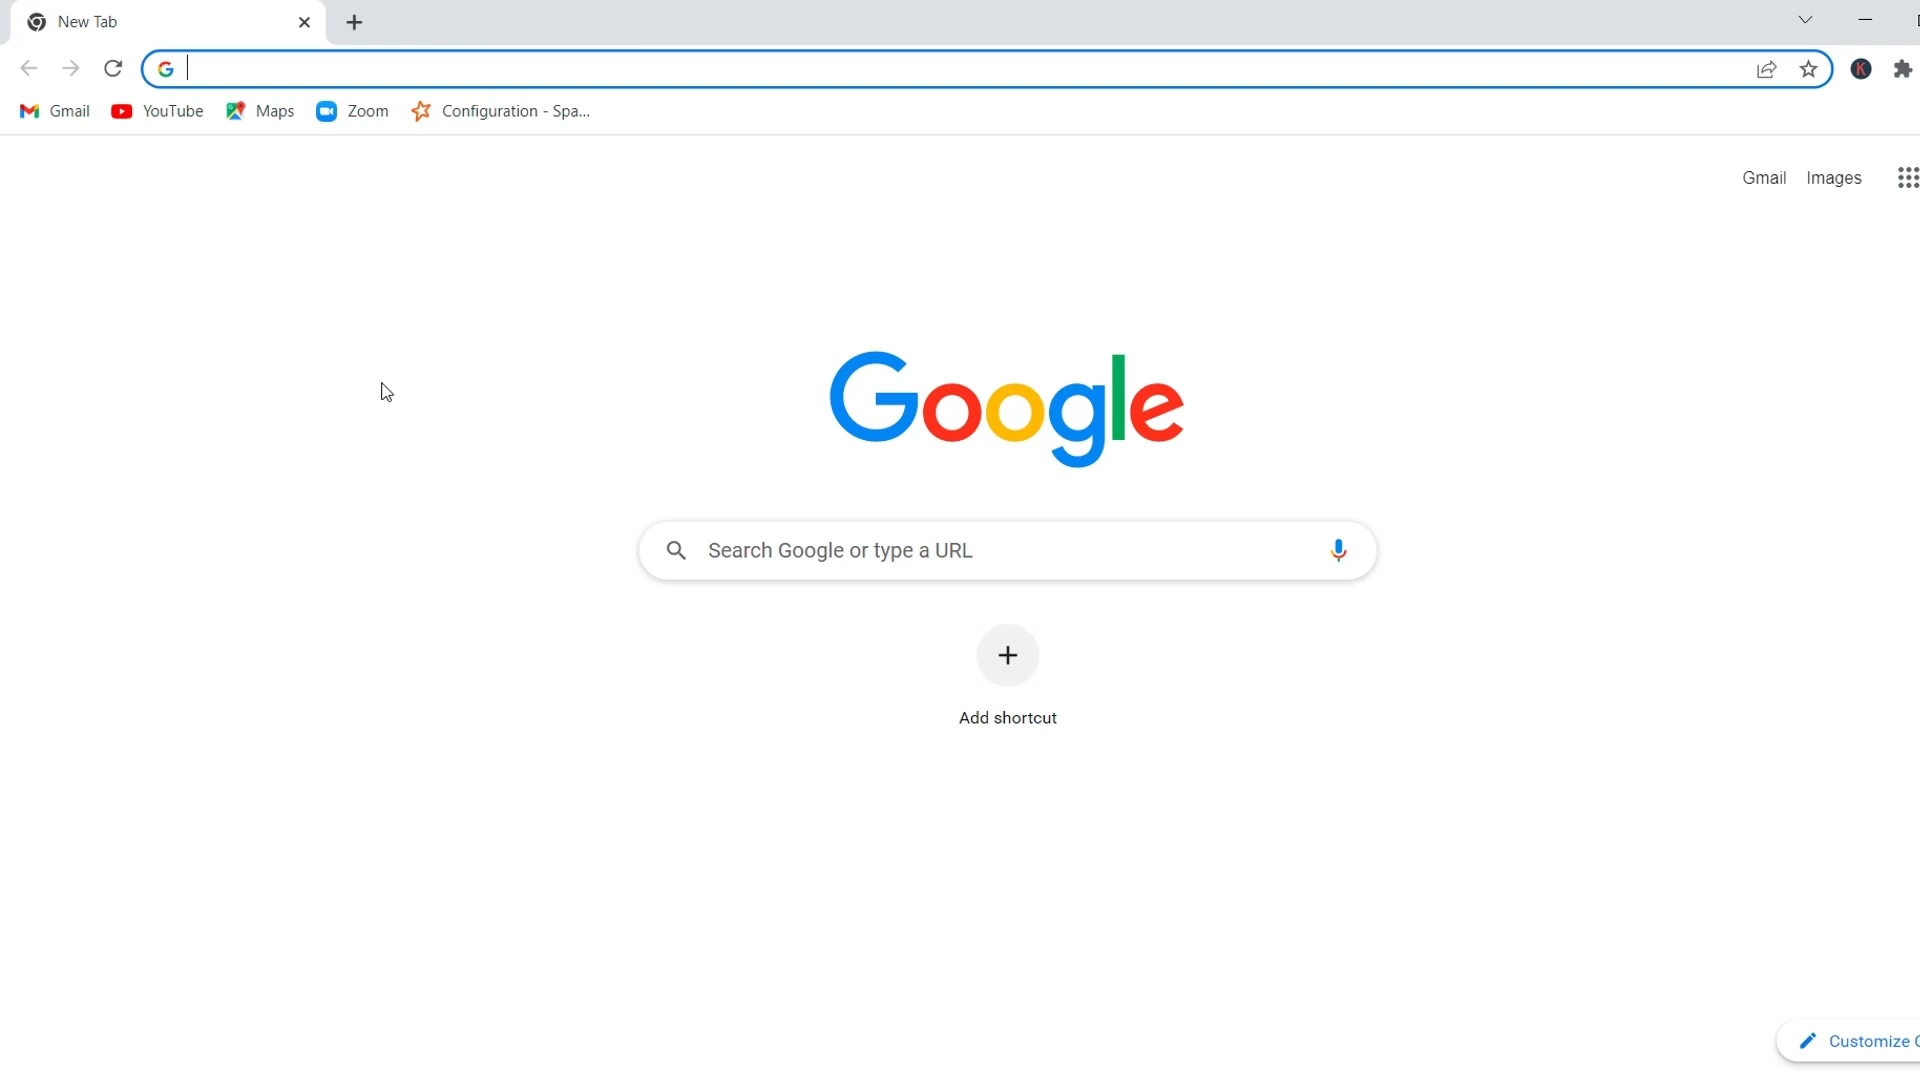 New Tab
Gmail YouTube Maps Zoom Configuration - Spa...
Gmail Images
Google
Search Google or type a URL
Add shortcut
Customize